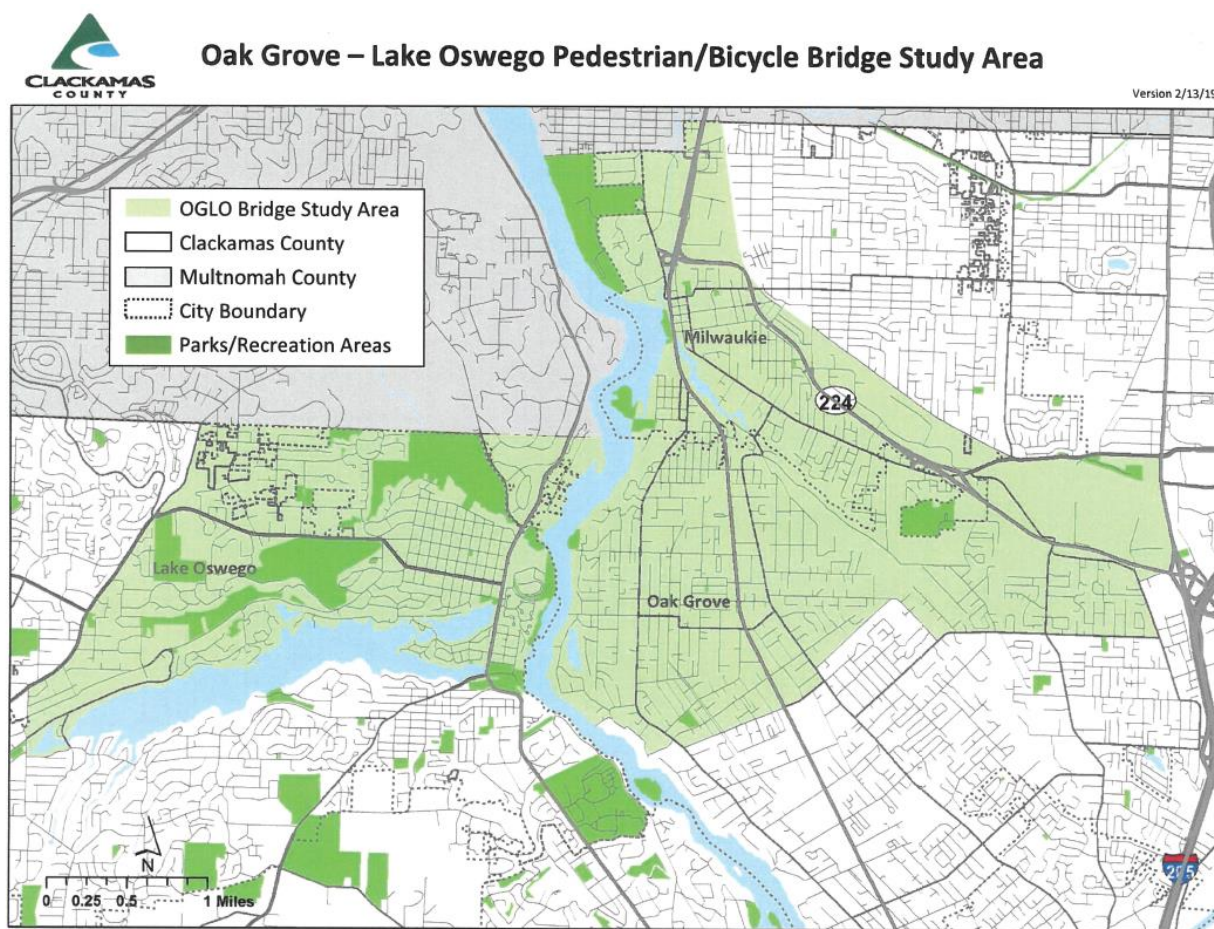 CLACKAMAS
COUNTY
Oak Grove – Lake Oswego Pedestrian/Bicycle Bridge Study Area
Version 2/13/19
OGLO Bridge Study Area
Clackamas County
Multnomah County
City Boundary
Parks/Recreation Areas
Milwaukie
224
Lake Oswego
Oak Grove
N
0 0.25 0.5 1 Miles
205